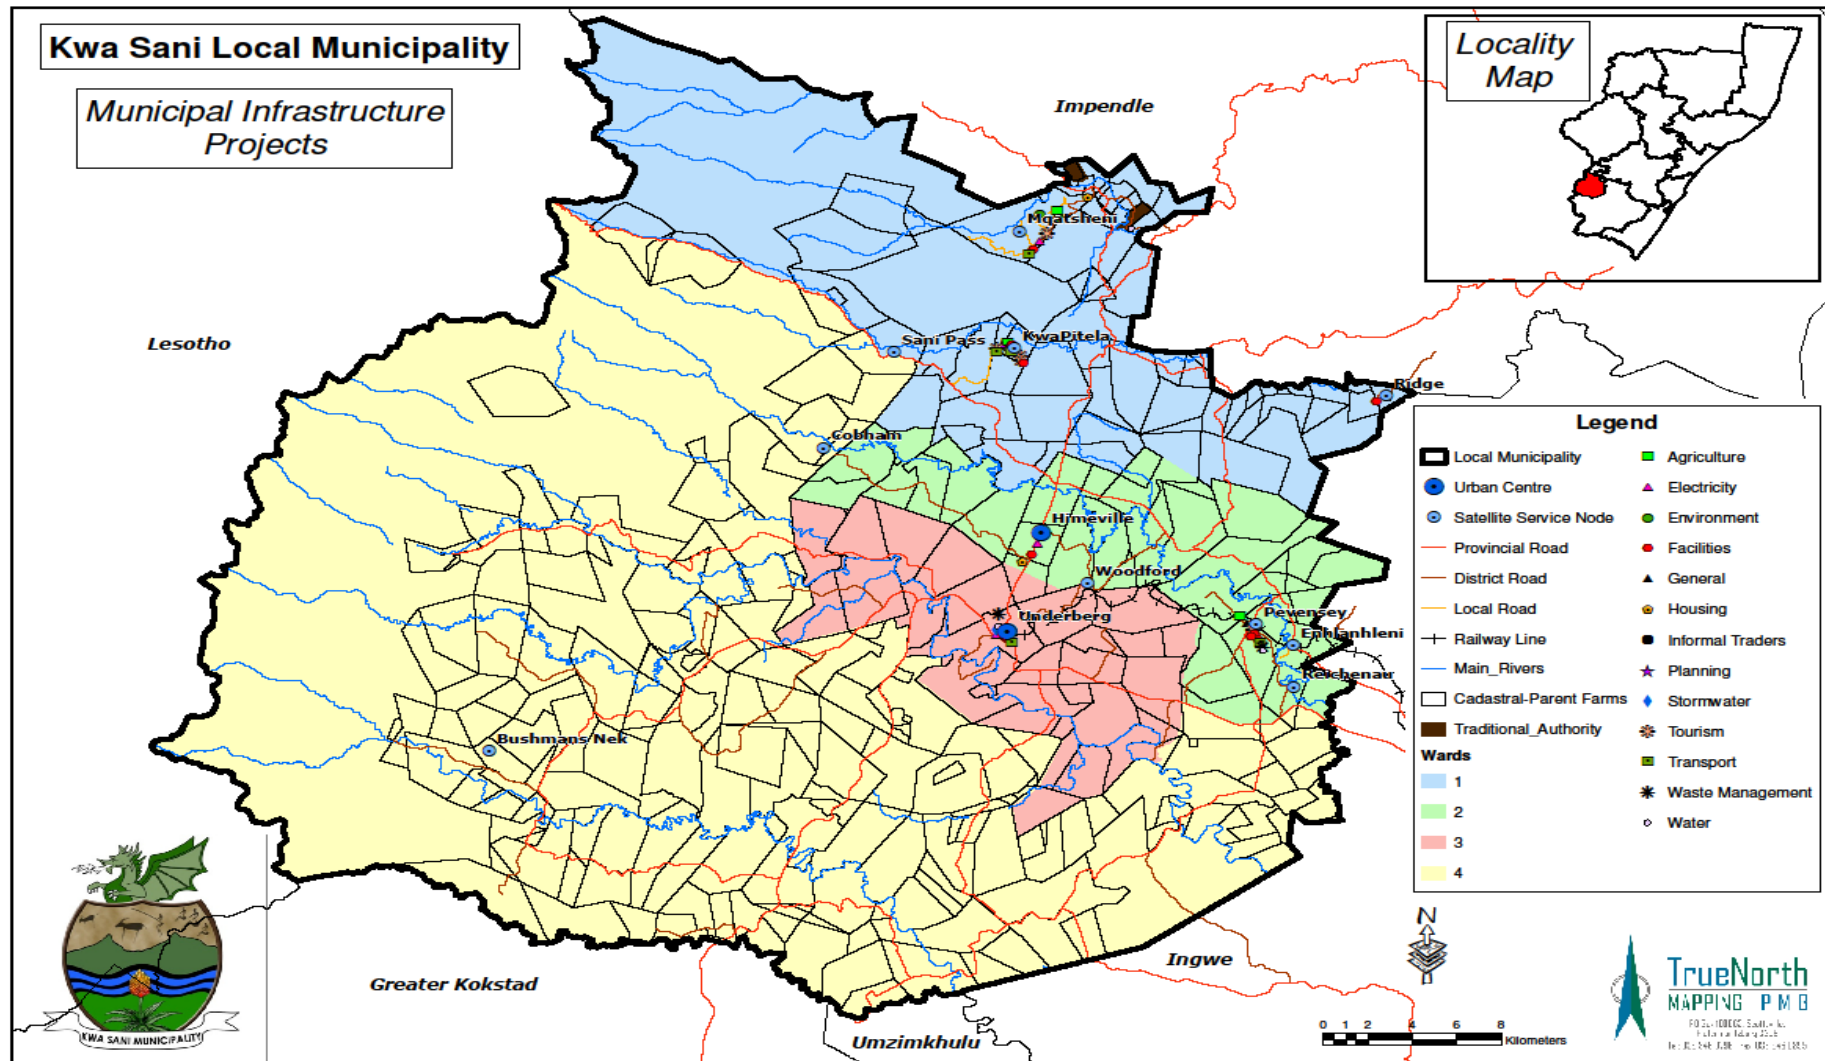 Kwa Sani Local Municipality
Municipal Infrastructure
Projects
Locality
Map
Impendle
Lesotho
Mqatsheni
Sani Pass
KwaPitela
Ridge
Cobham
Himeville
Woodford
Underberg
Pevensey
Enhlanhleni
Reichenau
Bushmans Nek
Greater Kokstad
Ingwe
Umzimkhulu
Legend
Local Municipality
Urban Centre
Satellite Service Node
Provincial Road
District Road
Local Road
Railway Line
Main_Rivers
Cadastral-Parent Farms
Traditional_Authority
Wards
1
2
3
4
Agriculture
Electricity
Environment
Facilities
General
Housing
Informal Traders
Planning
Stormwater
Tourism
Transport
Waste Management
Water
N
0 1 2 4 6 8
Kilometers
KWA SANI MUNICIPALITY
TrueNorth
MAPPING PMB